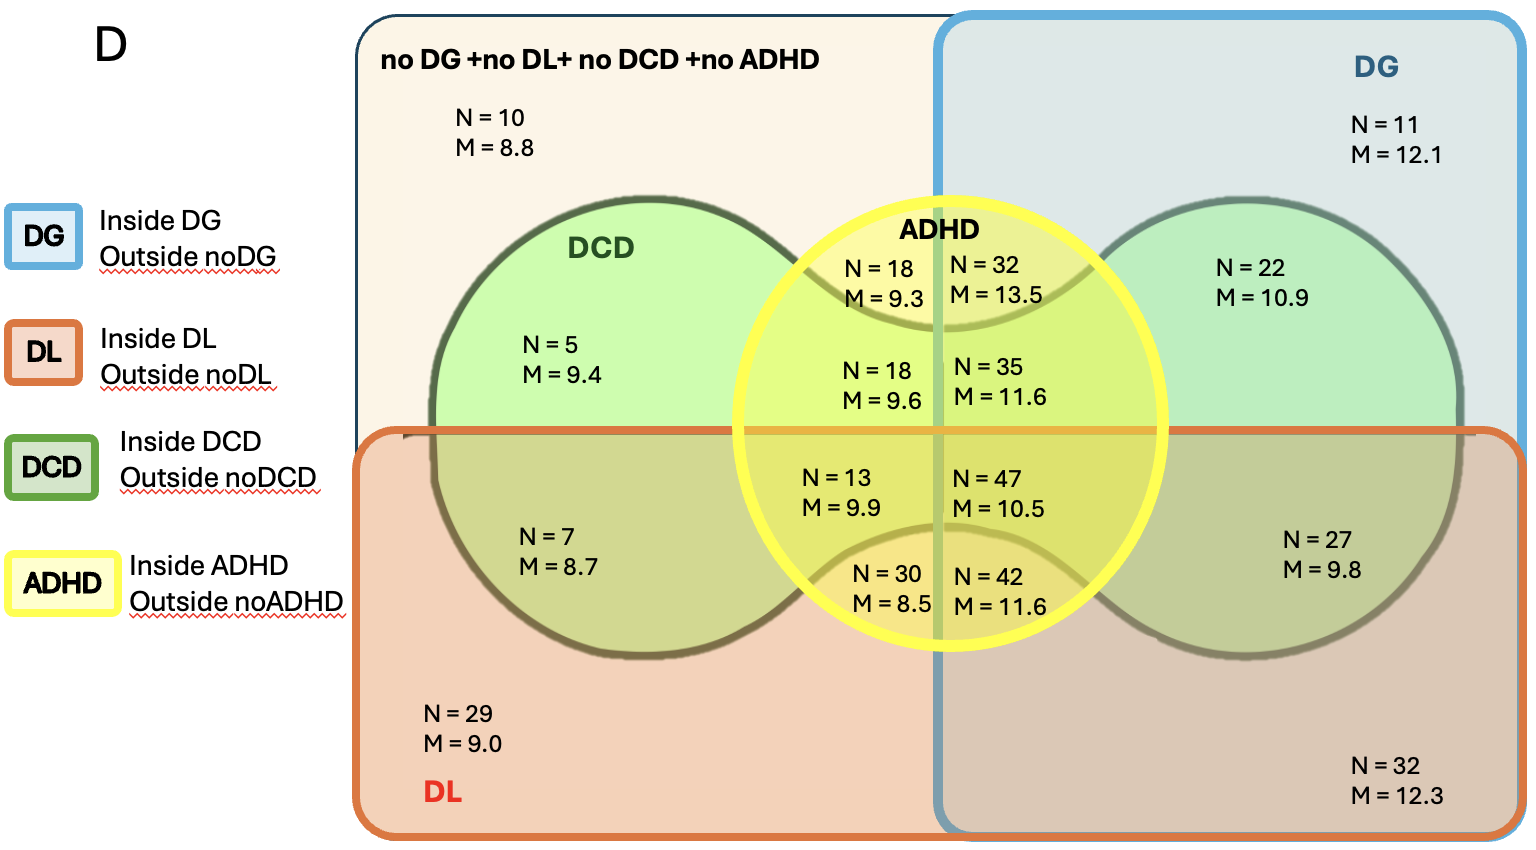 D
no DG +no DL+ no DCD +no ADHD
N = 10
M = 8.8
DG
N = 11
M = 12.1
DG
Inside DG
Outside noDG
DL
Inside DL
Outside noDL
DCD
Inside DCD
Outside noDCD
ADHD
Inside ADHD
Outside noADHD
DCD
N = 5
M = 9.4
ADHD
N = 18
M = 9.3
N = 32
M = 13.5
N = 22
M = 10.9
N = 18
M = 9.6
N = 35
M = 11.6
N = 13
M = 9.9
N = 47
M = 10.5
N = 7
M = 8.7
N = 30
M = 8.5
N = 42
M = 11.6
N = 27
M = 9.8
N = 29
M = 9.0
DL
N = 32
M = 12.3